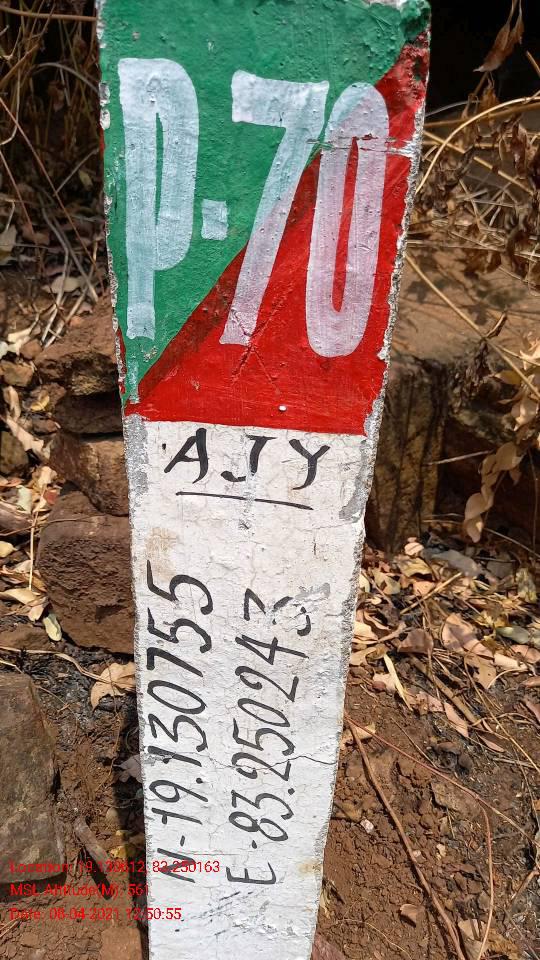 P-70
AJY
N-19.130755
E-83.250243
Location: 19.130612, 83.250163
MSL Altitude(M): 561
Date: 08-04-2021 12:50:55